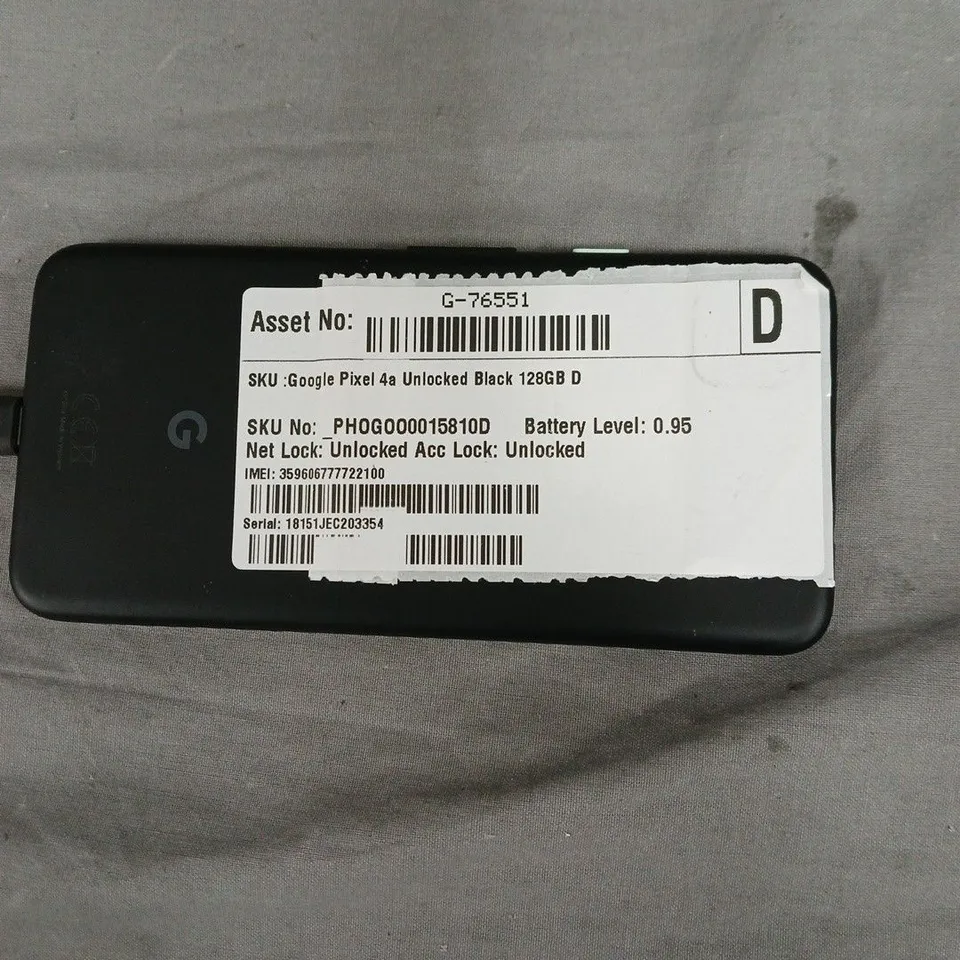 G-76551
Asset No:
D
SKU :Google Pixel 4a Unlocked Black 128GB D
SKU No: _PHOGOO00015810D Battery Level: 0.95
Net Lock: Unlocked Acc Lock: Unlocked
IMEI: 359606777722100
Serial: 18151JEC203354
G